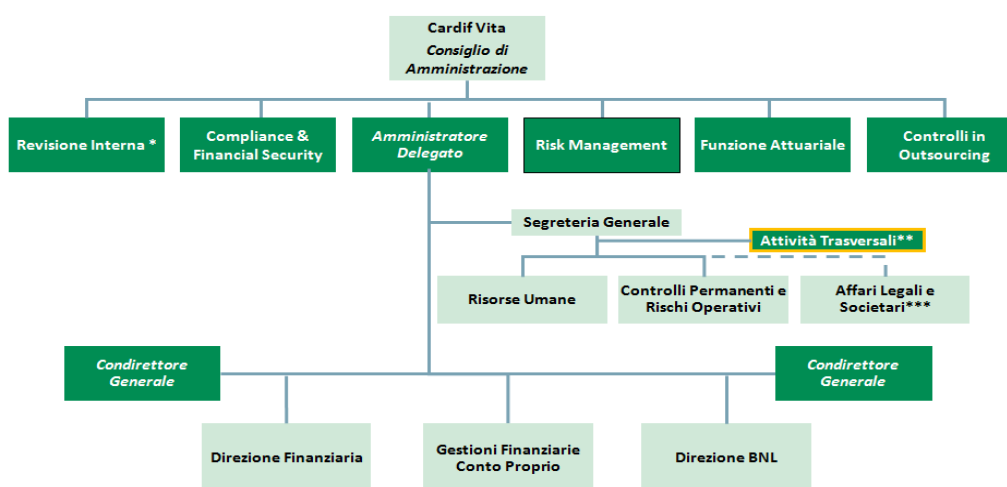 Cardif Vita
Consiglio di
Amministrazione
Revisione Interna *
Compliance &
Financial Security
Amministratore
Delegato
Risk Management
Funzione Attuariale
Controlli in
Outsourcing
Segreteria Generale
Attività Trasversali**
Risorse Umane
Controlli Permanenti e
Rischi Operativi
Affari Legali e
Societari***
Condirettore
Generale
Condirettore
Generale
Direzione Finanziaria
Gestioni Finanziarie
Conto Proprio
Direzione BNL